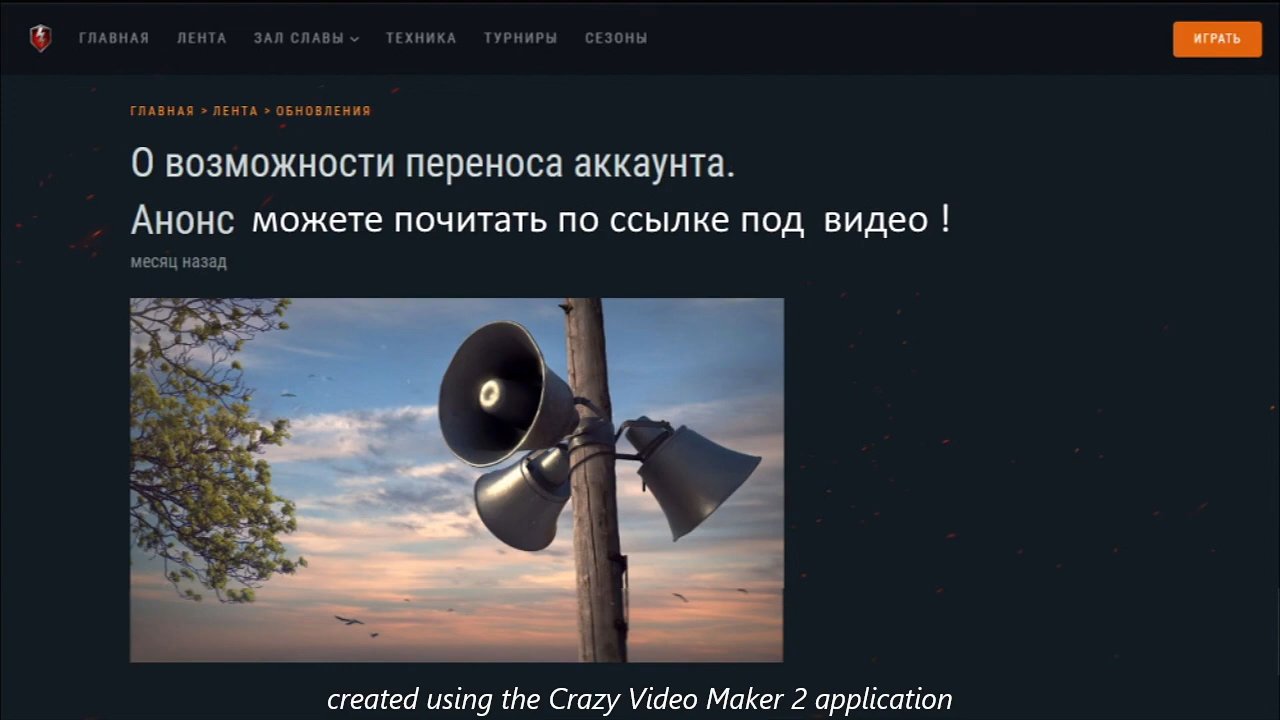 ГЛАВНАЯ ЛЕНТА ЗАЛ СЛАВЫ ТЕХНИКА ТУРНИРЫ СЕЗОНЫ ИГРАТЬ
ГЛАВНАЯ > ЛЕНТА > ОБНОВЛЕНИЯ
О возможности переноса аккаунта.
Анонс можете почитать по ссылке под видео !
месяц назад
created using the Crazy Video Maker 2 application